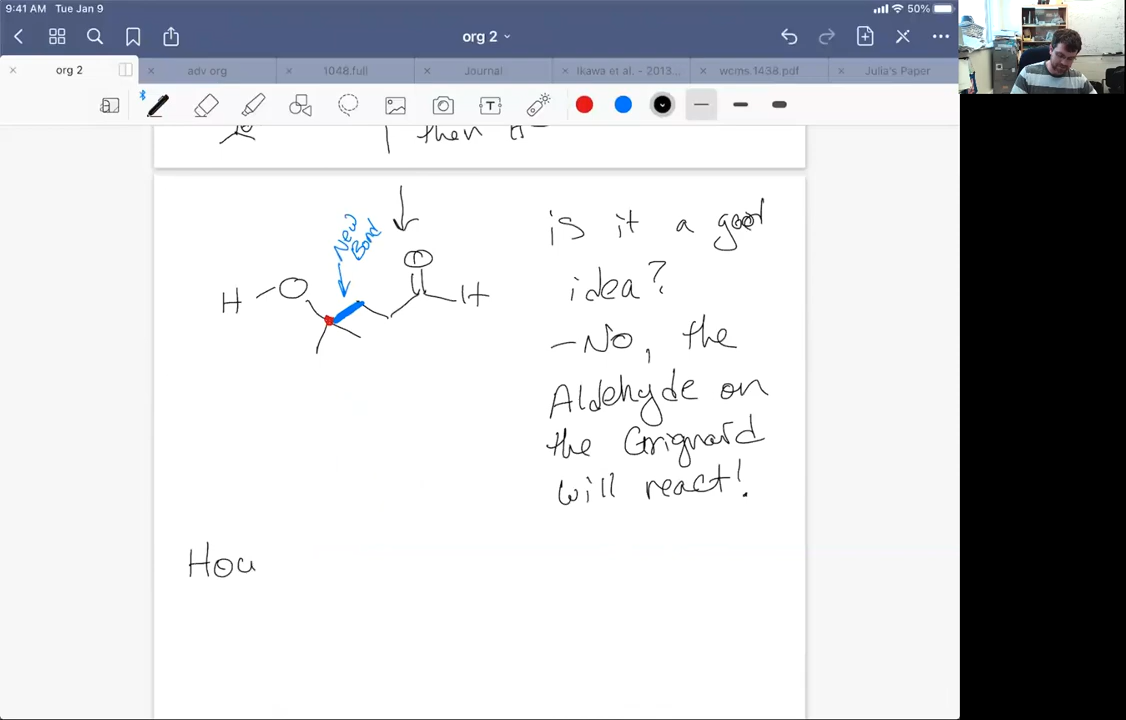 9:41 AM Tue Jan 9
50%
org 2
org 2
adv org
1048.full
Journal
Ikawa et al. - 2013...
wcms.1438.pdf
Julia's Paper
T
then H
New
Bond
O
H
O
H
is it a good
idea?
-No, the
Aldehyde on
the Grignard
will react!
Hou